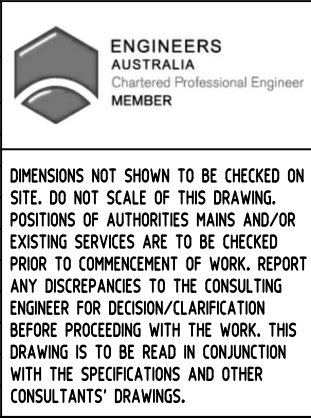 ENGINEERS
AUSTRALIA
Chartered Professional Engineer
MEMBER
DIMENSIONS NOT SHOWN TO BE CHECKED ON
SITE. DO NOT SCALE OF THIS DRAWING.
POSITIONS OF AUTHORITIES MAINS AND/OR
EXISTING SERVICES ARE TO BE CHECKED
PRIOR TO COMMENCEMENT OF WORK. REPORT
ANY DISCREPANCIES TO THE CONSULTING
ENGINEER FOR DECISION/CLARIFICATION
BEFORE PROCEEDING WITH THE WORK. THIS
DRAWING IS TO BE READ IN CONJUNCTION
WITH THE SPECIFICATIONS AND OTHER
CONSULTANTS' DRAWINGS.